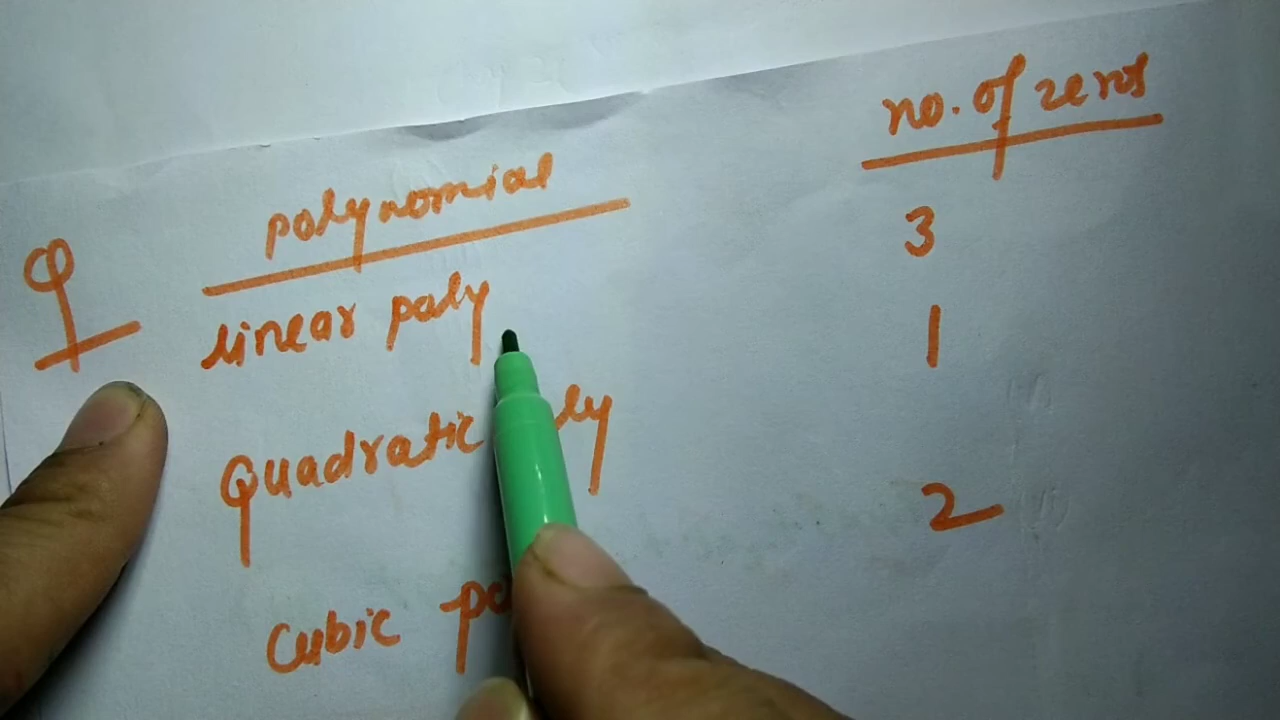 no. of zeros
polynomial
Q
3
linear poly
1
Quadratic
2
Cubic